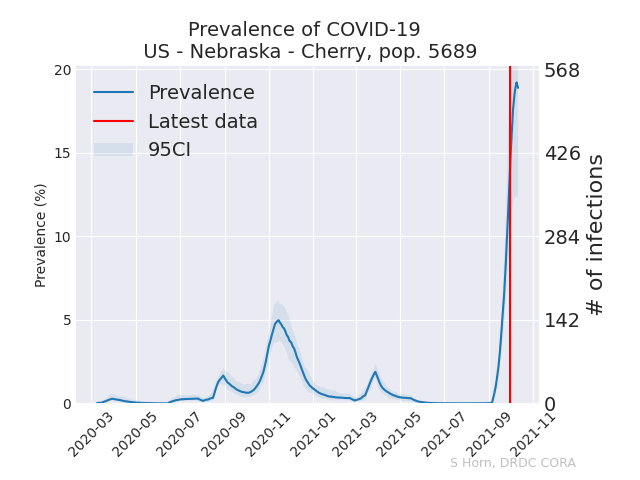 Prevalence of COVID-19
US - Nebraska - Cherry, pop. 5689
Prevalence
Latest data
95CI
Prevalence (%)
20
15
10
5
0
568
426
284
142
0
# of infections
2020-03
2020-05
2020-07
2020-09
2020-11
2021-01
2021-03
2021-05
2021-07
2021-09
2021-11
S Horn, DRDC CORA